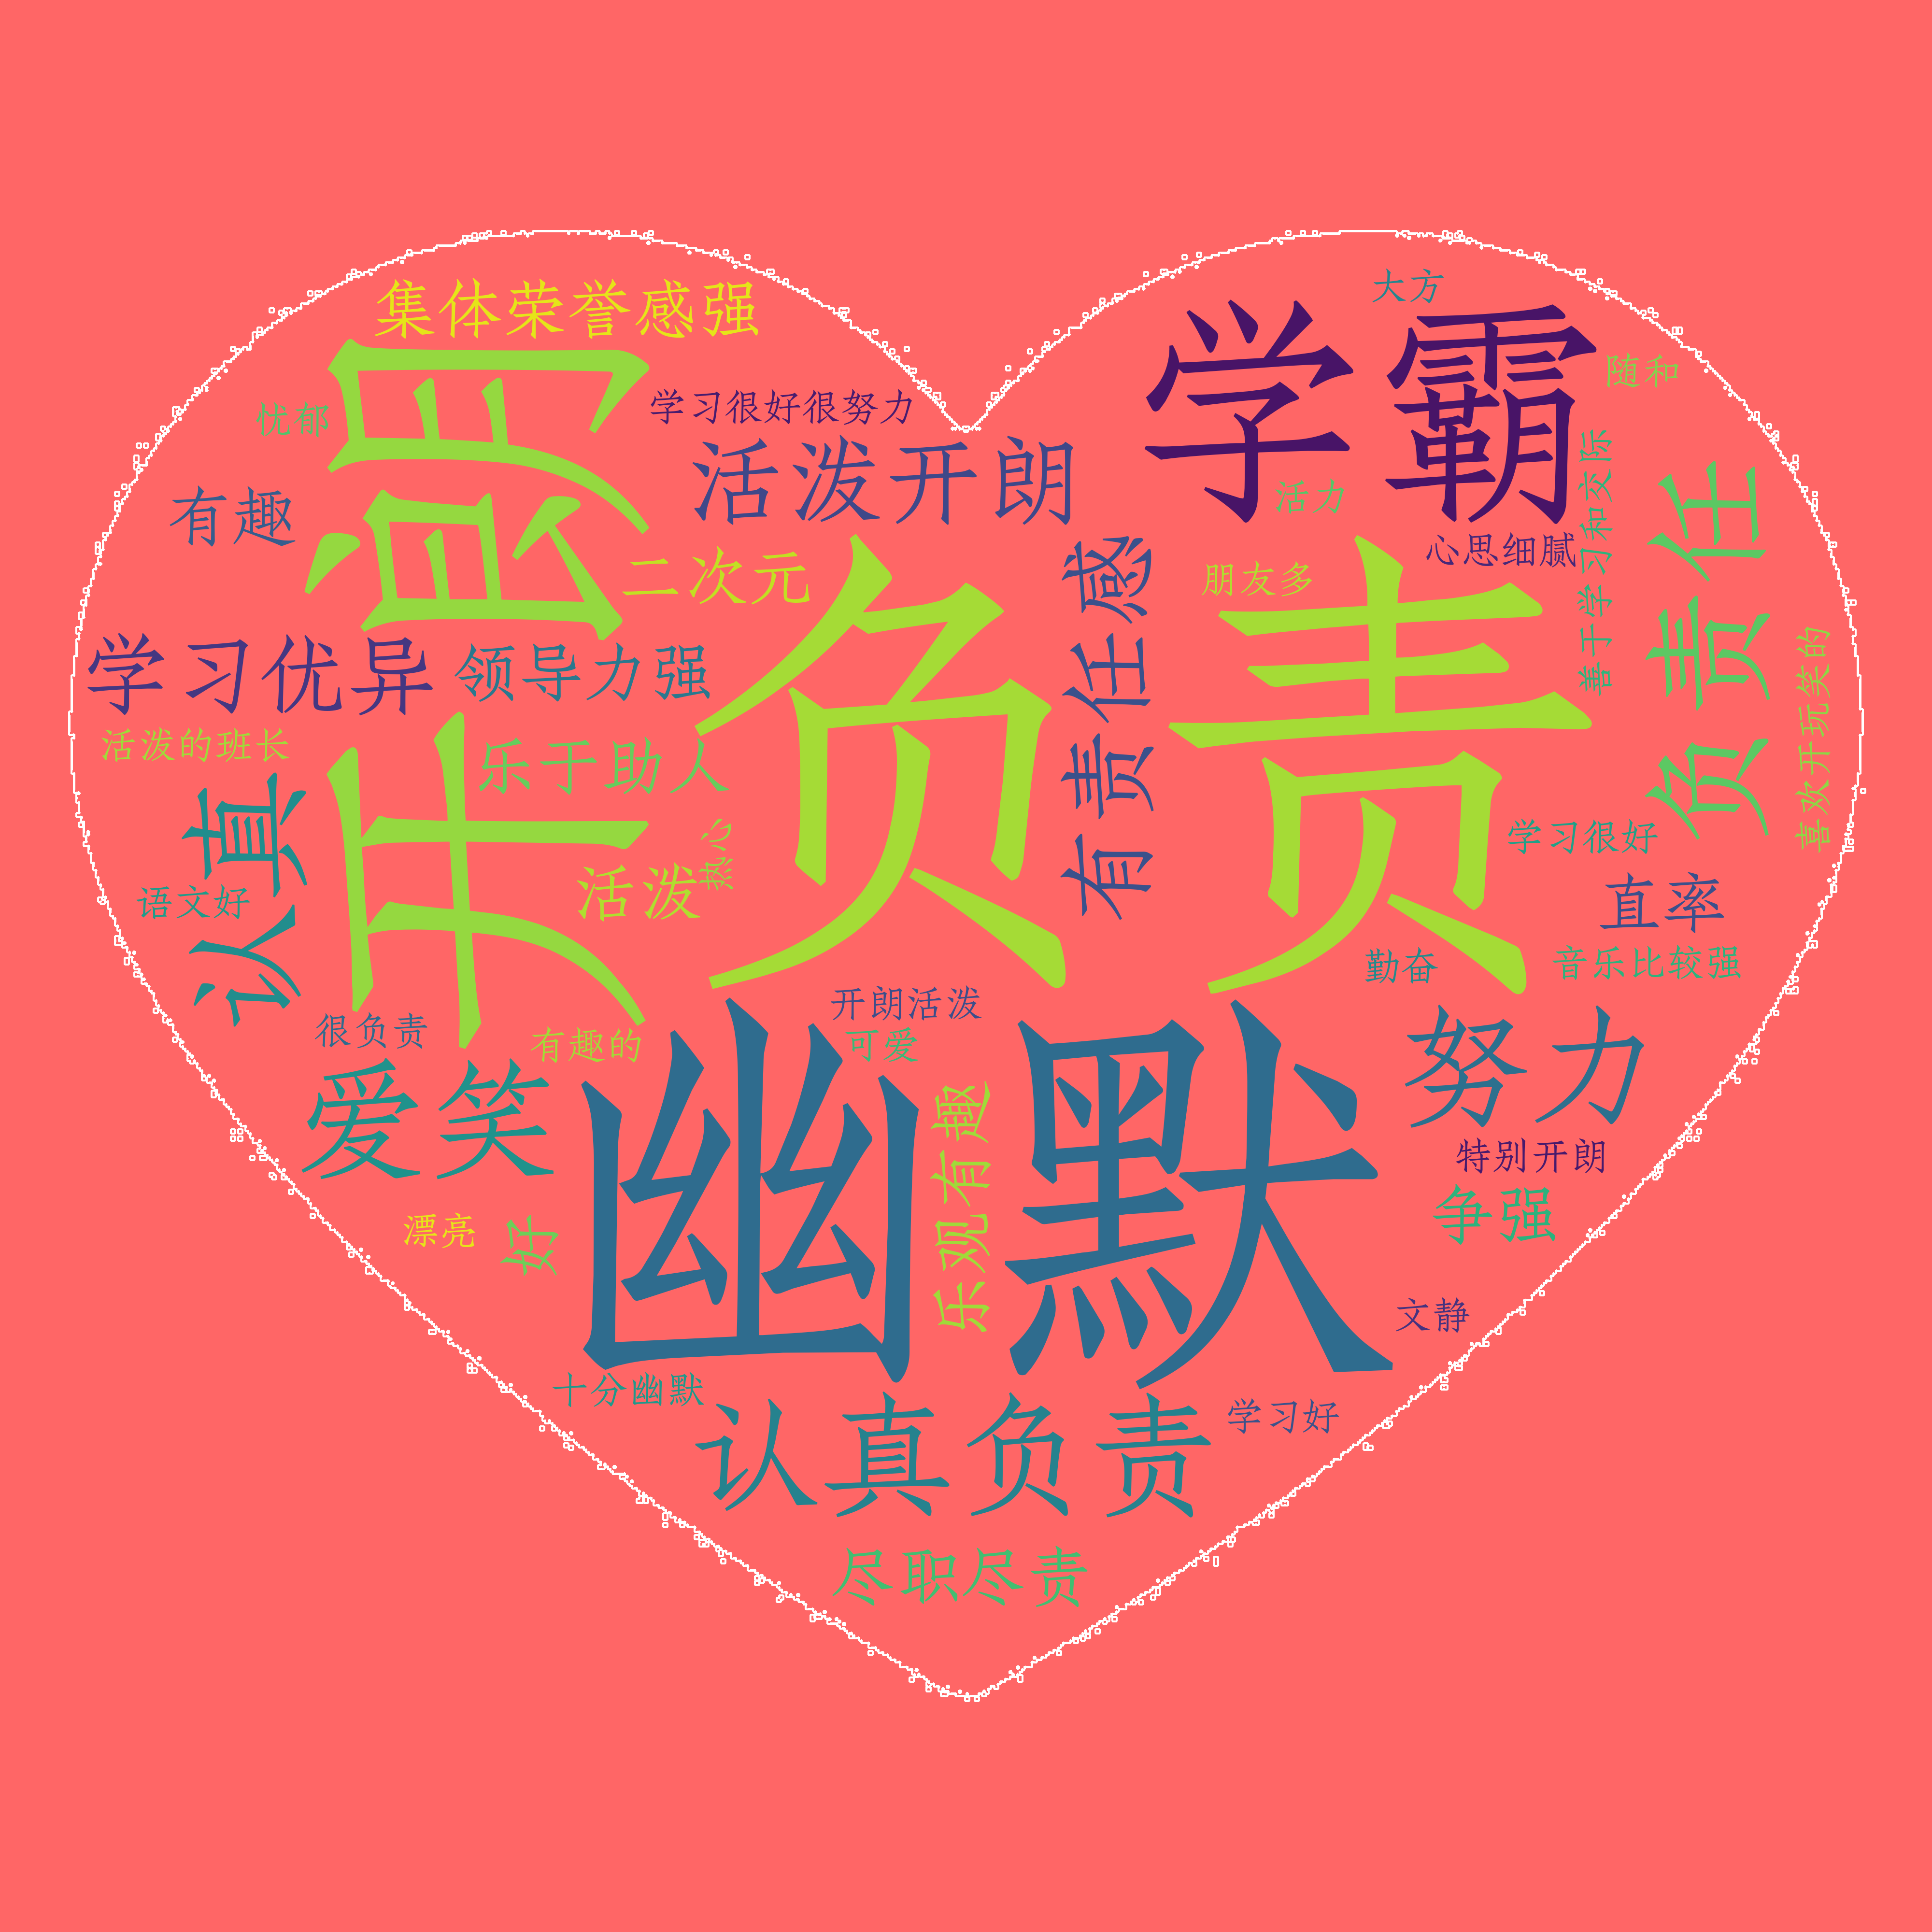 大方
集体荣誉感强
学霸
随和
忧郁
学习很好很努力
开朗
活泼开朗
有趣
活力
善于学习和交际
心思细腻
负责任
二次元
朋友多
有责任感
负责
学习优异
领导力强
喜欢开玩笑的
活泼的班长
乐于助人
认真
热心
学习很好
活泼
语文好
直率
勤奋
音乐比较强
很负责
有趣的
开朗活泼
可爱
努力
爱笑
幽默
乐观有趣
特别开朗
漂亮
好
争强
文静
十分幽默
认真负责
学习好
尽职尽责